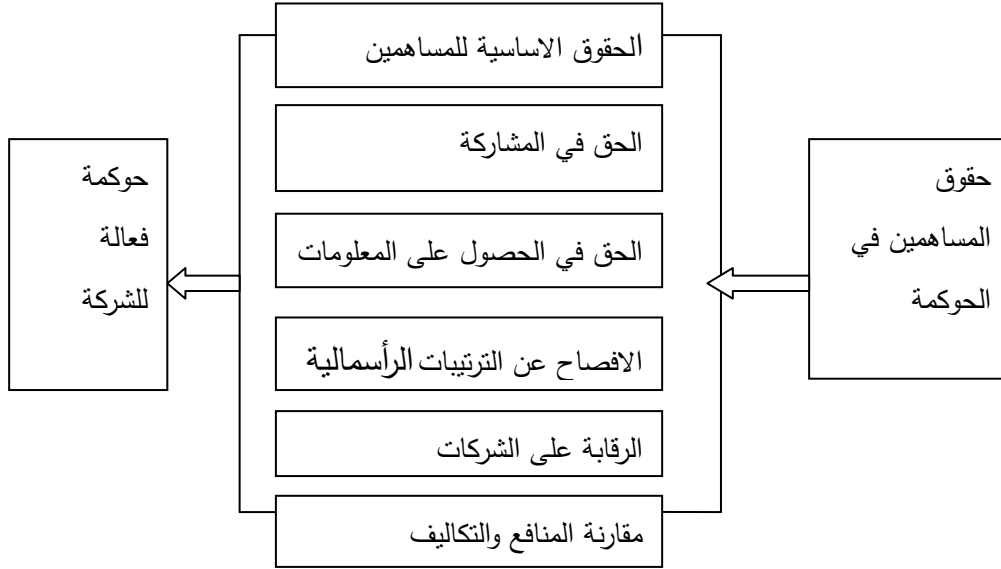 حقوق
المساهمين في
الحوكمة
الحقوق الاساسية للمساهمين
الحق في المشاركة
الحق في الحصول على المعلومات
الافصاح عن الترتيبات الرأسمالية
الرقابة على الشركات
مقارنة المنافع والتكاليف
حوكمة
فعالة
للشركة